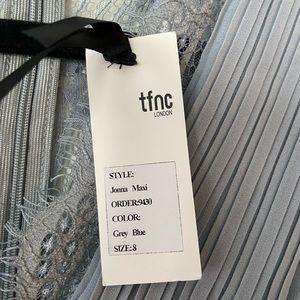 tfnc
LONDON
STYLE:
Jonna Maxi
ORDER:9430
COLOR:
Grey Blue
SIZE: 8